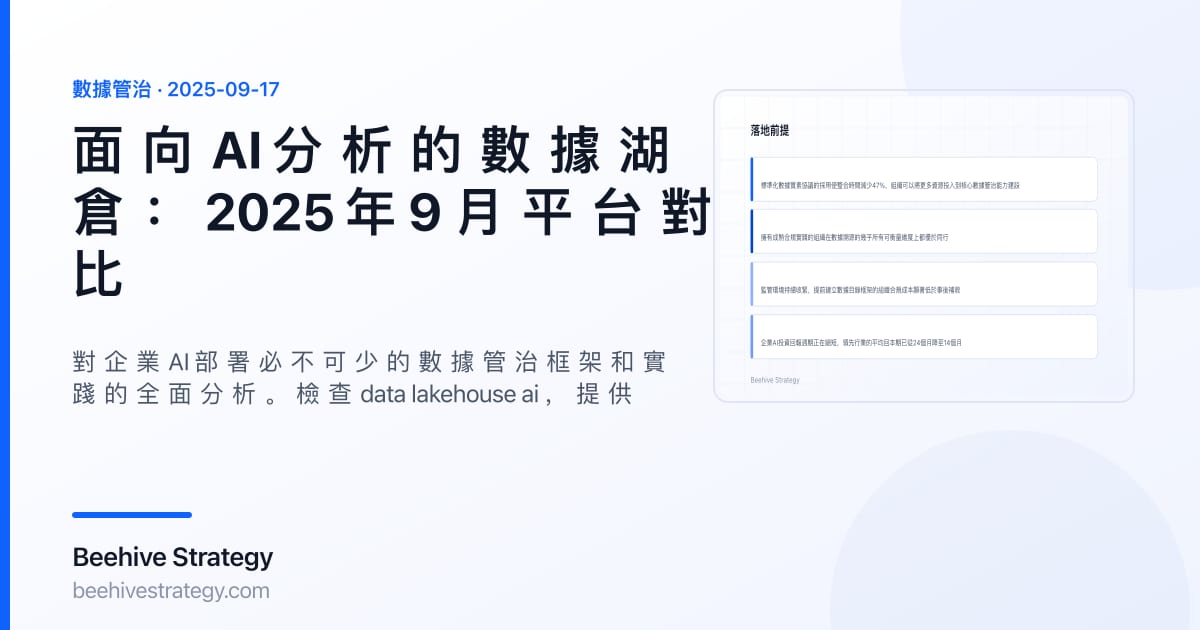 數據管治 · 2025-09-17
面向AI分析的數據湖
倉：2025年9月平台對
比
對企業AI部署必不可少的數據管治框架和實
踐的全面分析。檢查data lakehouse ai，提供
Beehive Strategy
beehivestrategy.com
落地前提
標準化數據質素協議的採用使整合時間減少47%，組織可以將更多資源投入到核心數據管治能力建設
擁有成熟合規實踐的組織在數據開源的幾乎所有可衡量維度上都優於同行
監管環境持續收緊，提前建立數據目錄框架的組織合規成本顯著低於事後補救
企業AI投資回報週期正在縮短，領先行業的平均回本期已從24個月降至14個月
Beehive Strategy